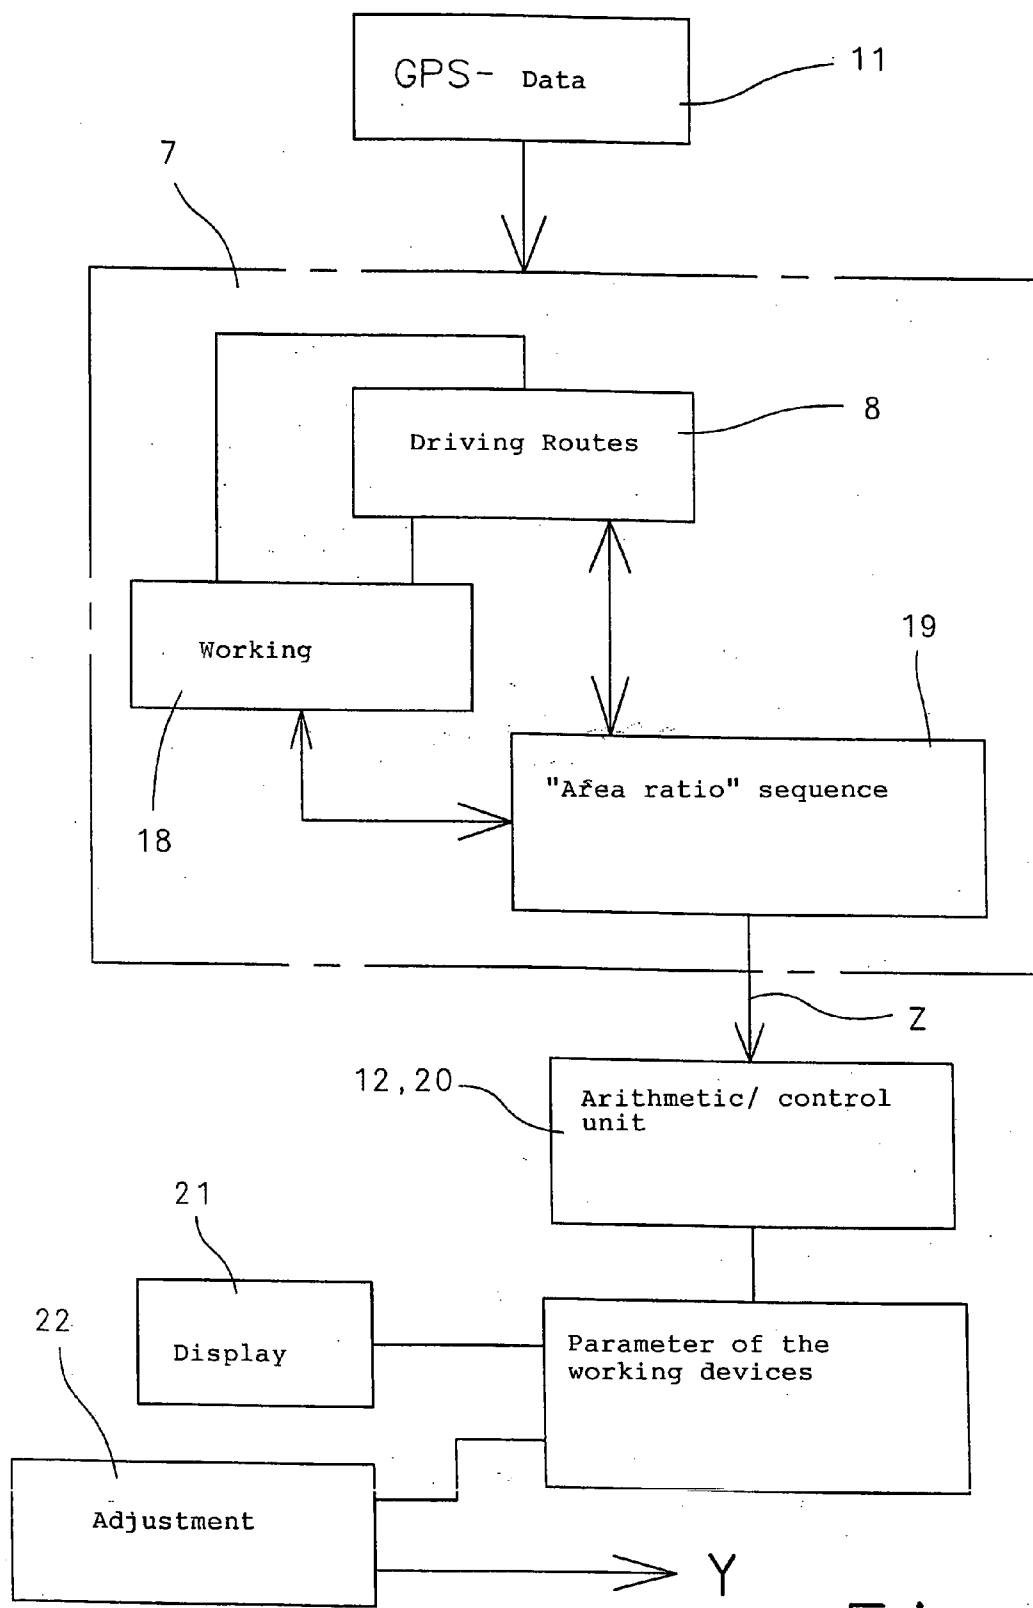 GPS- Data
11
7
8
Driving Routes
19
Working
"Area ratio" sequence
18
Z
12,20
Arithmetic/ control
unit
21
22
Display
Parameter of the
working devices
Adjustment
Y